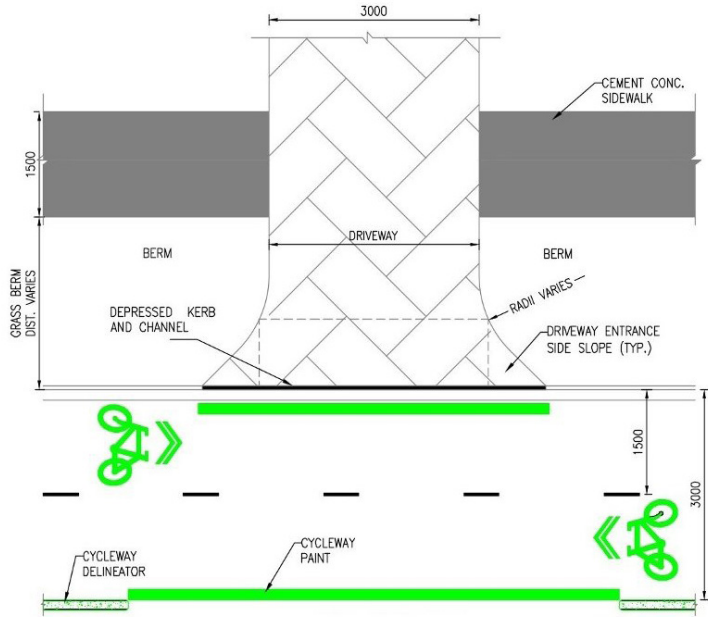 3000
CEMENT CONC.
SIDEWALK
1500
DRIVEWAY
BERM
BERM
GRASS BERM
DIST. VARIES
RADII VARIES
DEPRESSED KERB
AND CHANNEL
DRIVEWAY ENTRANCE
SIDE SLOPE (TYP.)
1500
3000
CYCLEWAY
DELINEATOR
CYCLEWAY
PAINT